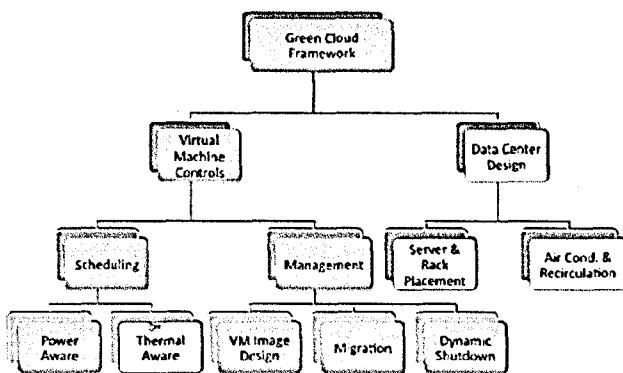 Green Cloud
Framework
Virtual
Machine
Controls
Data Center
Design
Scheduling
Management
Server &
Rack
Placement
Air Cond. &
Recirculation
Power
Aware
Thermal
Aware
VM Image
Design
Migration
Dynamic
Shutdown